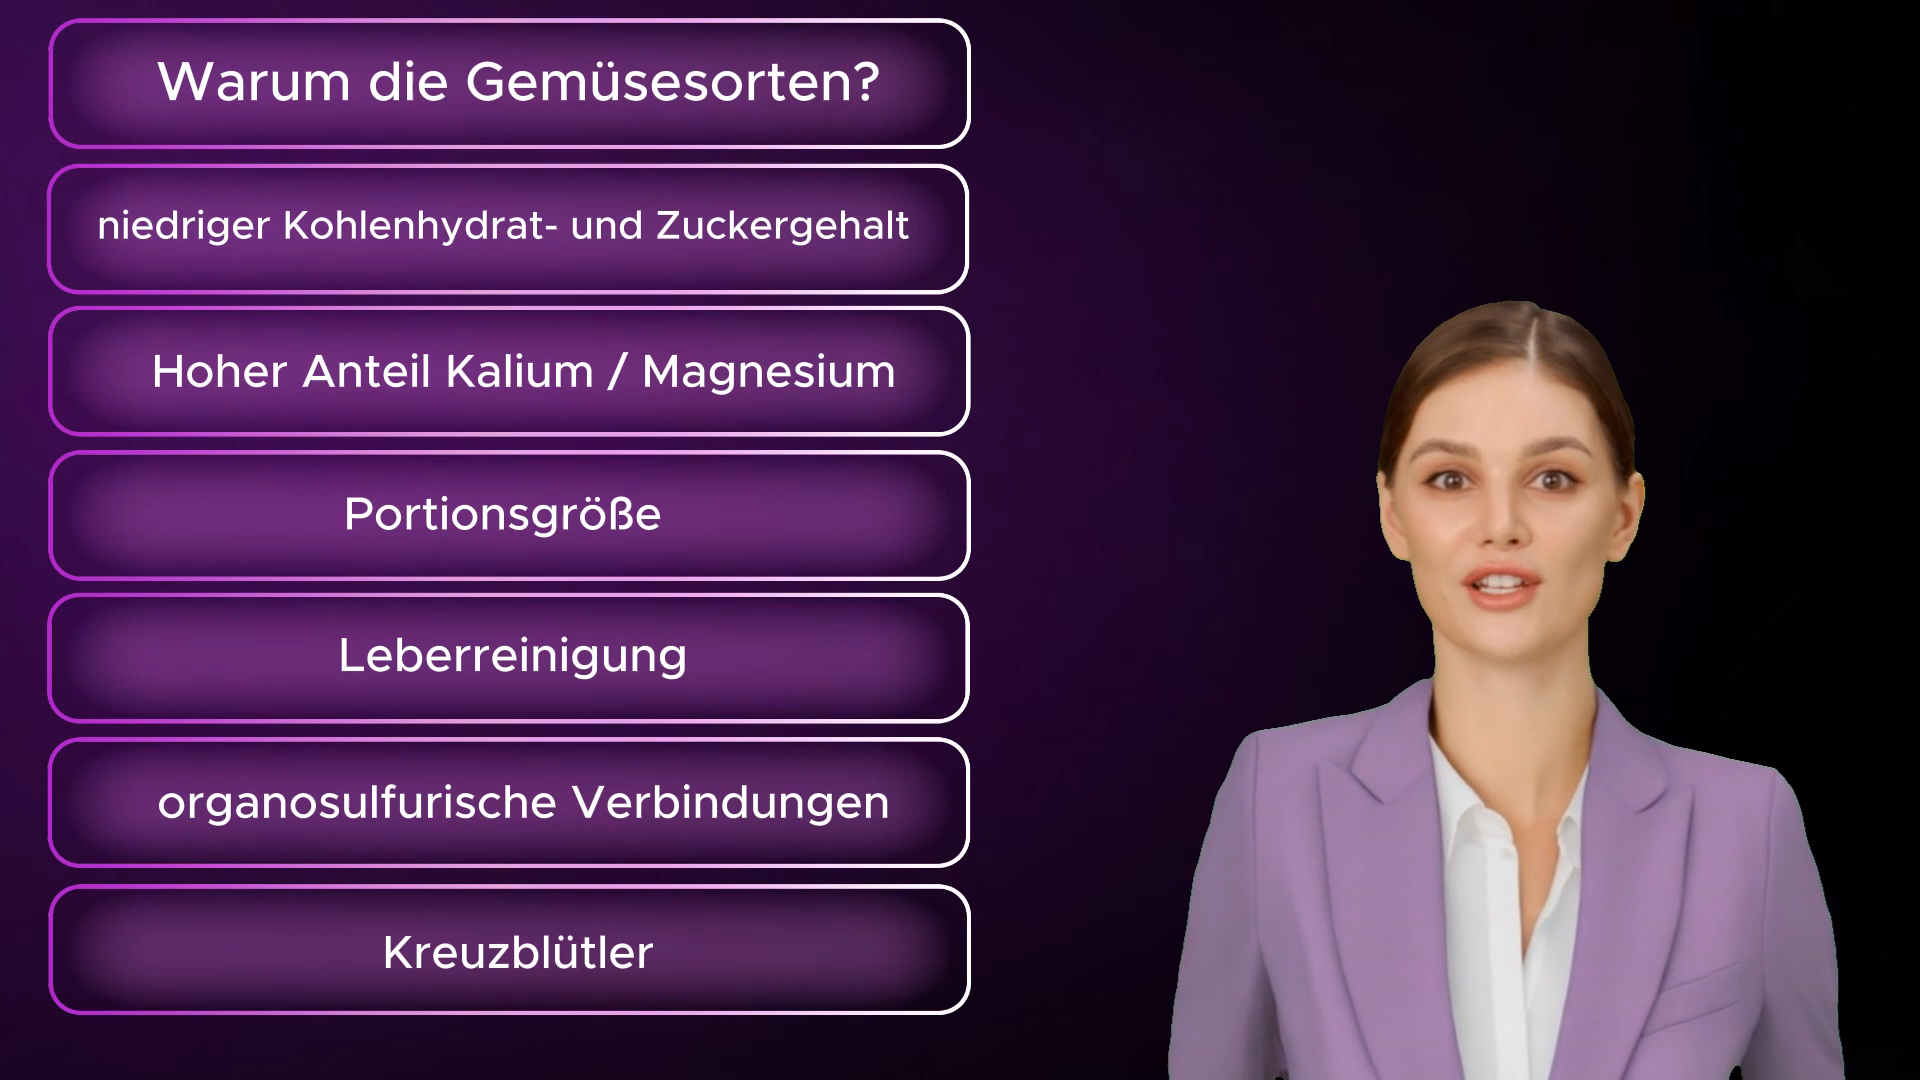 Warum die Gemüsesorten?
niedriger Kohlenhydrat- und Zuckergehalt
Hoher Anteil Kalium / Magnesium
Portionsgröße
Leberreinigung
organosulfurische Verbindungen
Kreuzblütler